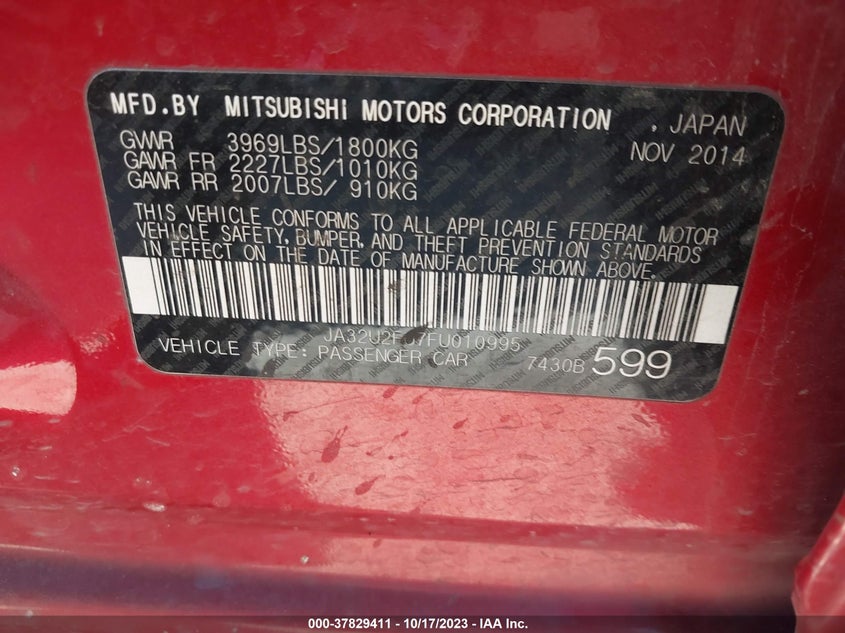 MFD.BY MITSUBISHI MOTORS CORPORATION , JAPAN
GVWR 3969LBS/1800KG NOV 2014
GAWR FR 2227LBS/1010KG
GAWR RR 2007LBS/ 910KG
THIS VEHICLE CONFORMS TO ALL APPLICABLE FEDERAL MOTOR
VEHICLE SAFETY, BUMPER, AND THEFT PREVENTION STANDARDS
IN EFFECT ON THE DATE OF MANUFACTURE SHOWN ABOVE.
VEHICLE TYPE: PASSENGER CAR 7430B 599
000-37829411 - 10/17/2023 - IAA Inc.